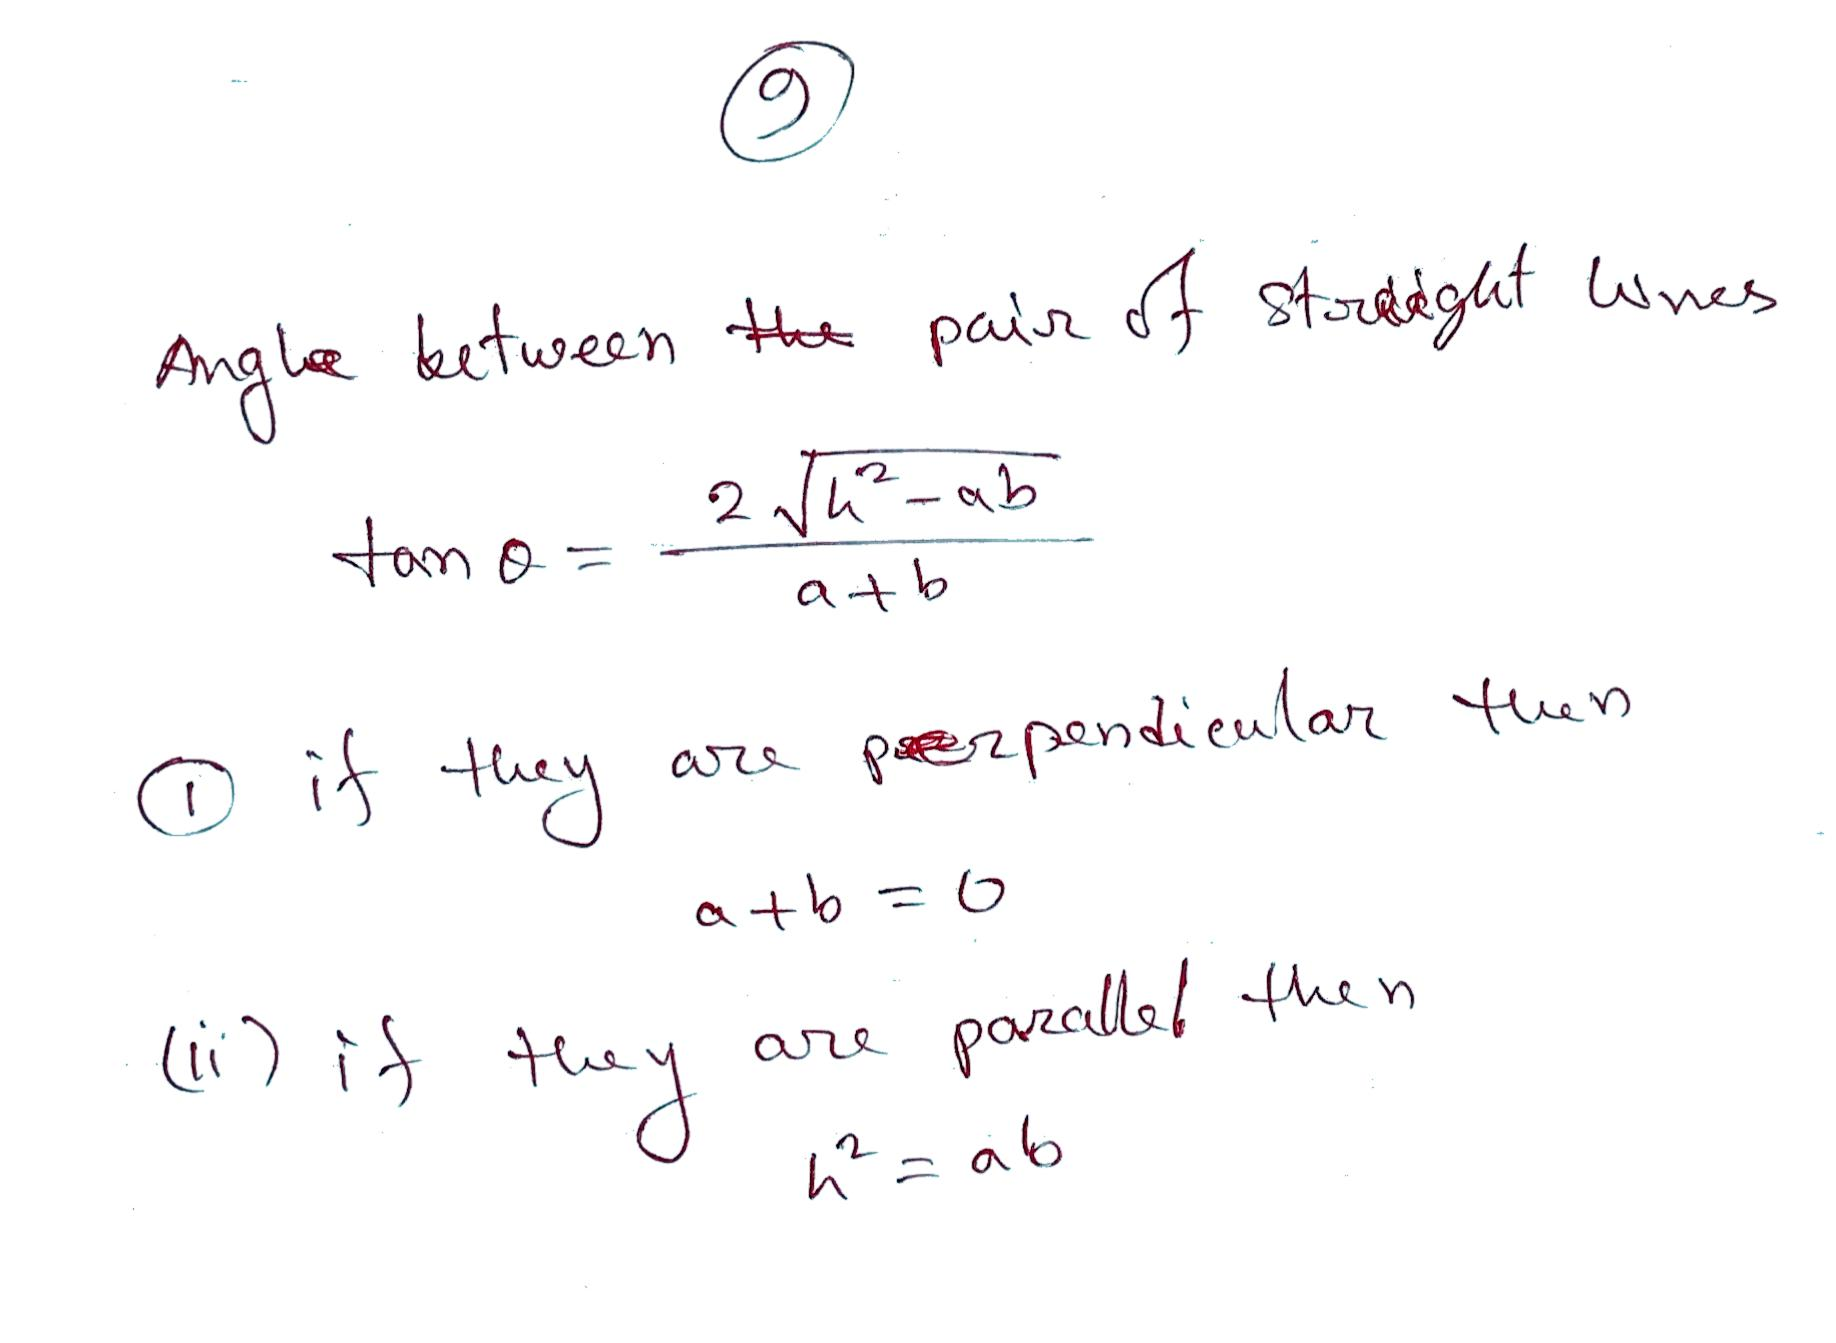 9
Angle between the pair of straight lines
tan θ = 2√(h²-ab) / (a+b)
① if they are perpendicular then
a+b = 0
(ii) if they are parallel then
h² = ab